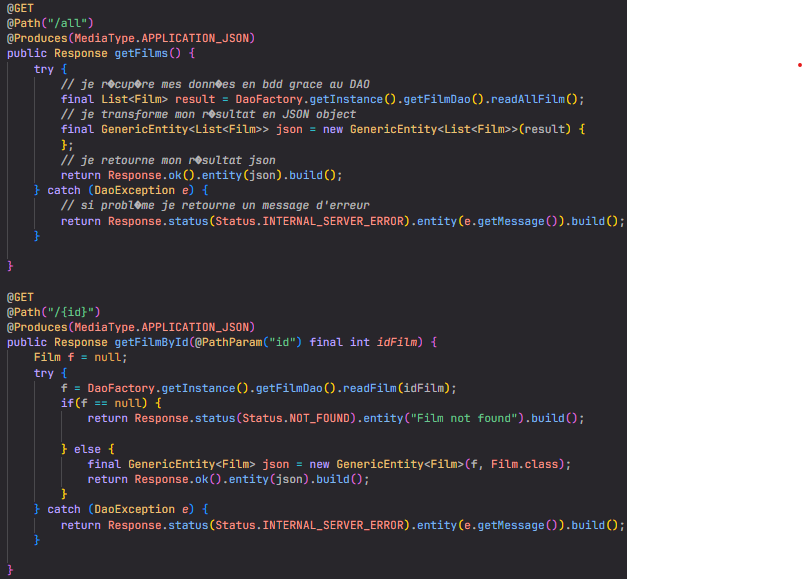 @GET
@Path("/all")
@Produces(MediaType.APPLICATION_JSON)
public Response getFilms() {
try {
// je r�cup�re mes donn�es en bdd grace au DAO
final List<Film> result = DaoFactory.getInstance().getFilmDao().readAllFilm();
// je transforme mon r�sultat en JSON object
final GenericEntity<List<Film>> json = new GenericEntity<List<Film>>(result) {
};
// je retourne mon r�sultat json
return Response.ok().entity(json).build();
} catch (DaoException e) {
// si probl�me je retourne un message d'erreur
return Response.status(Status.INTERNAL_SERVER_ERROR).entity(e.getMessage()).build();
}
}
@GET
@Path("/{id}")
@Produces(MediaType.APPLICATION_JSON)
public Response getFilmById(@PathParam("id") final int idFilm) {
Film f = null;
try {
f = DaoFactory.getInstance().getFilmDao().readFilm(idFilm);
if(f == null) {
return Response.status(Status.NOT_FOUND).entity("Film not found").build();
} else {
final GenericEntity<Film> json = new GenericEntity<Film>(f, Film.class);
return Response.ok().entity(json).build();
}
} catch (DaoException e) {
return Response.status(Status.INTERNAL_SERVER_ERROR).entity(e.getMessage()).build();
}
}